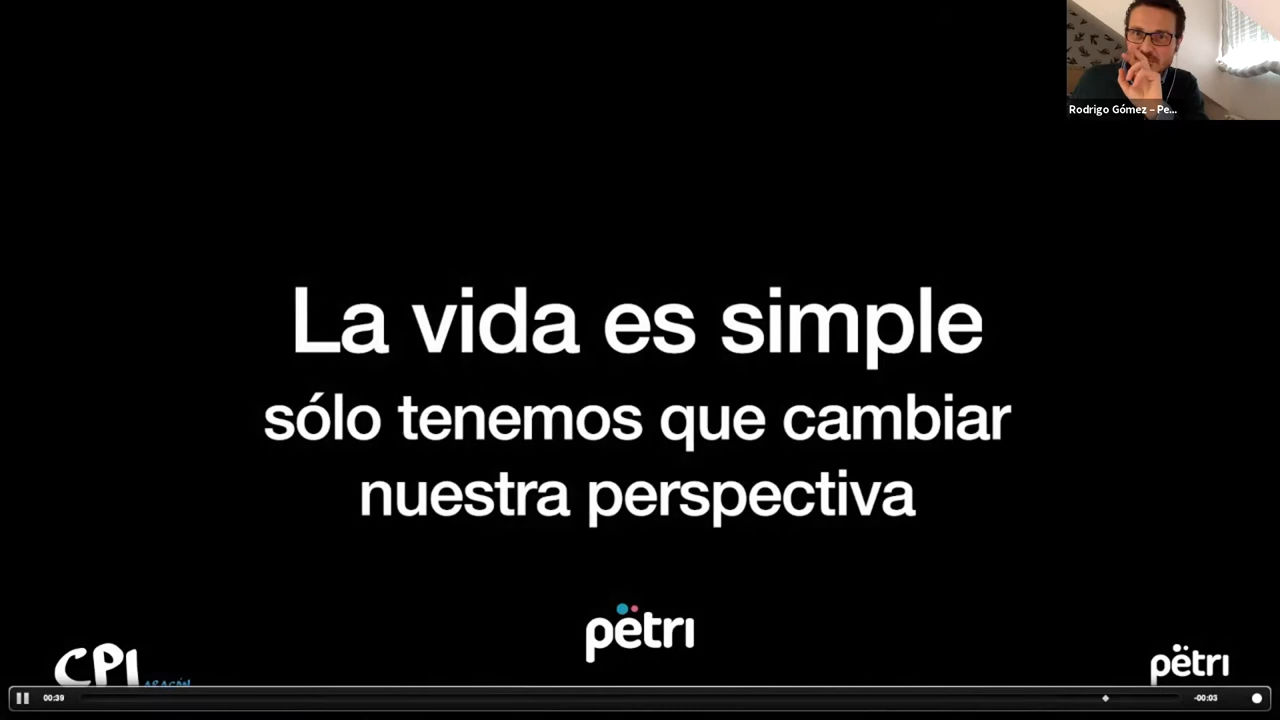 Rodrigo Gómez – Pe...
La vida es simple
sólo tenemos que cambiar
nuestra perspectiva
pëtri
CPI
ARAGÓN
pëtri
00:39
-00:03